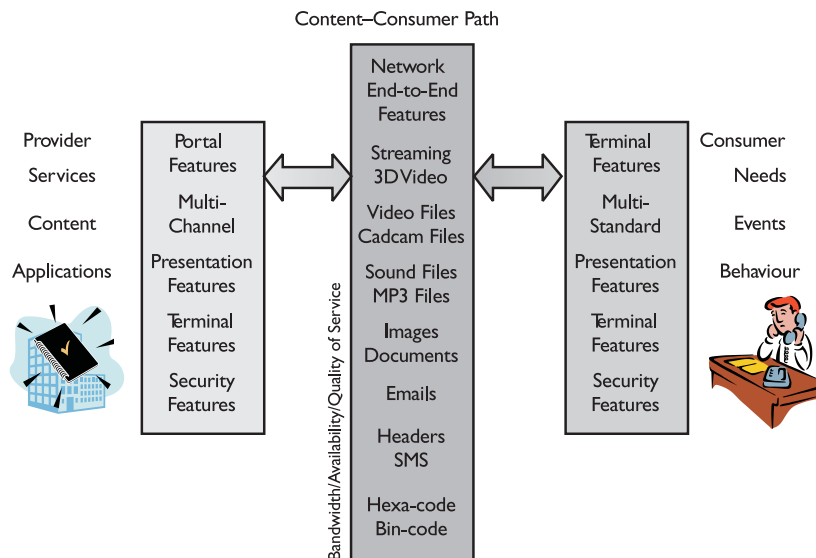 Content–Consumer Path
Provider
Services
Content
Applications
Portal
Features
Multi-
Channel
Presentation
Features
Terminal
Features
Security
Features
Bandwidth/Availability/Quality of Service
Network
End-to-End
Features
Streaming
3D Video
Video Files
Cadcam Files
Sound Files
MP3 Files
Images
Documents
Emails
Headers
SMS
Hexa-code
Bin-code
Terminal
Features
Multi-
Standard
Presentation
Features
Terminal
Features
Security
Features
Consumer
Needs
Events
Behaviour